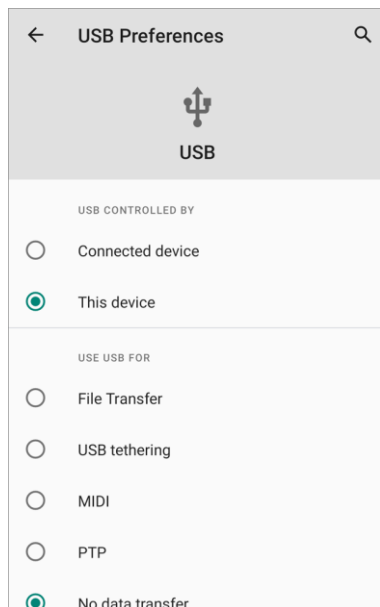 USB Preferences
USB
USB CONTROLLED BY
Connected device
This device
USE USB FOR
File Transfer
USB tethering
MIDI
PTP
No data transfer